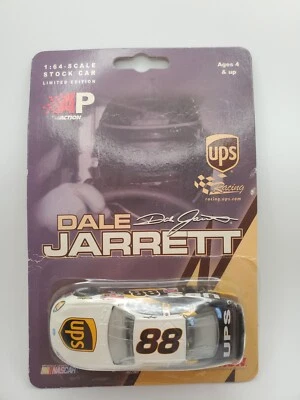 1:64-SCALE
STOCK CAR
LIMITED EDITION
Ages 4
& up
AP
ACTION
ups
Racing
racing.ups.com
DALE
JARRETT
ups
88
UPS
NASCAR